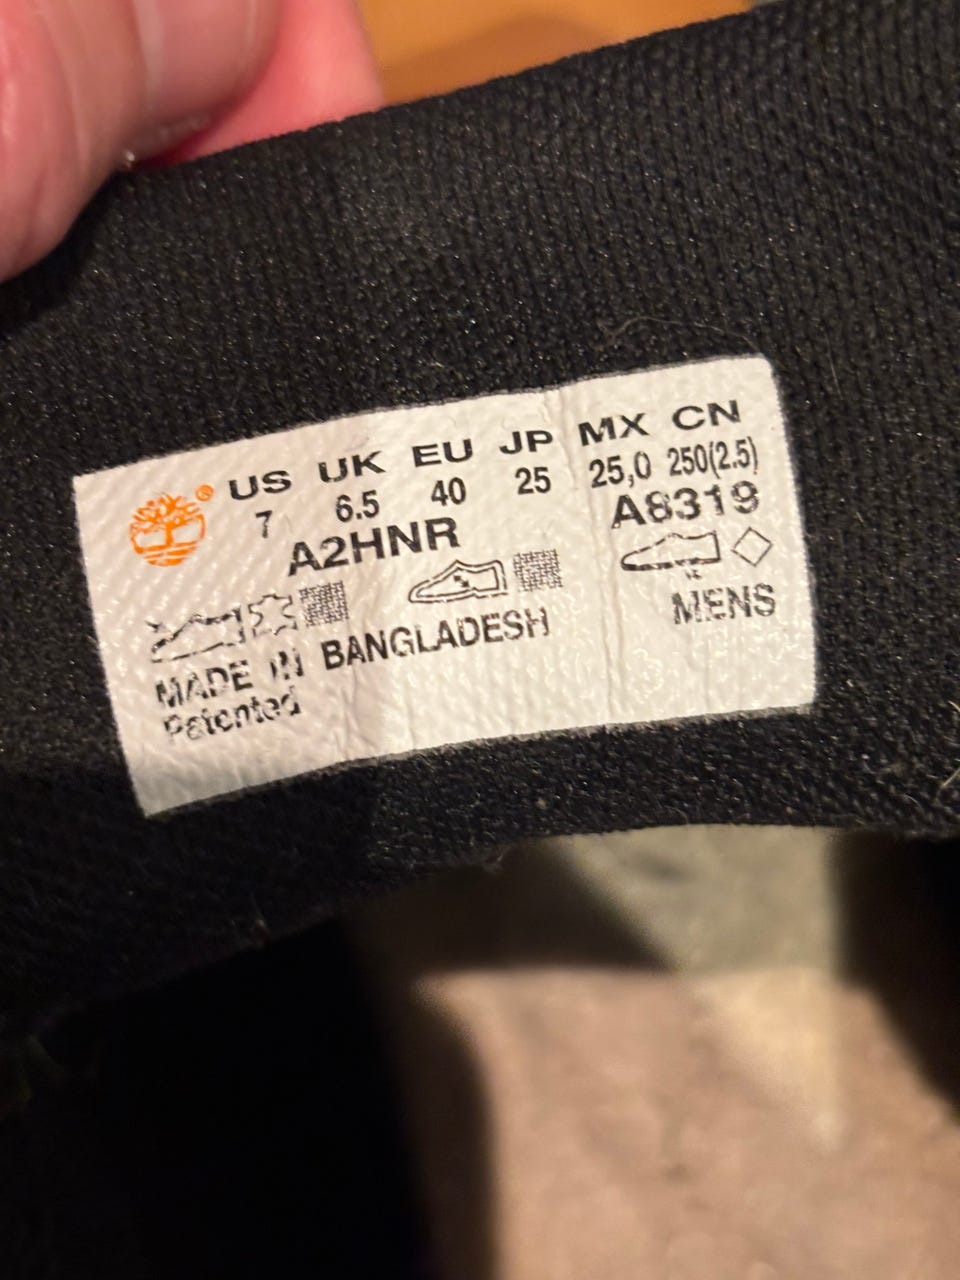 US UK EU JP MX CN
7 6.5 40 25 25,0 250(2.5)
A2HNR A8319
MENS
MADE IN BANGLADESH
Patented
®